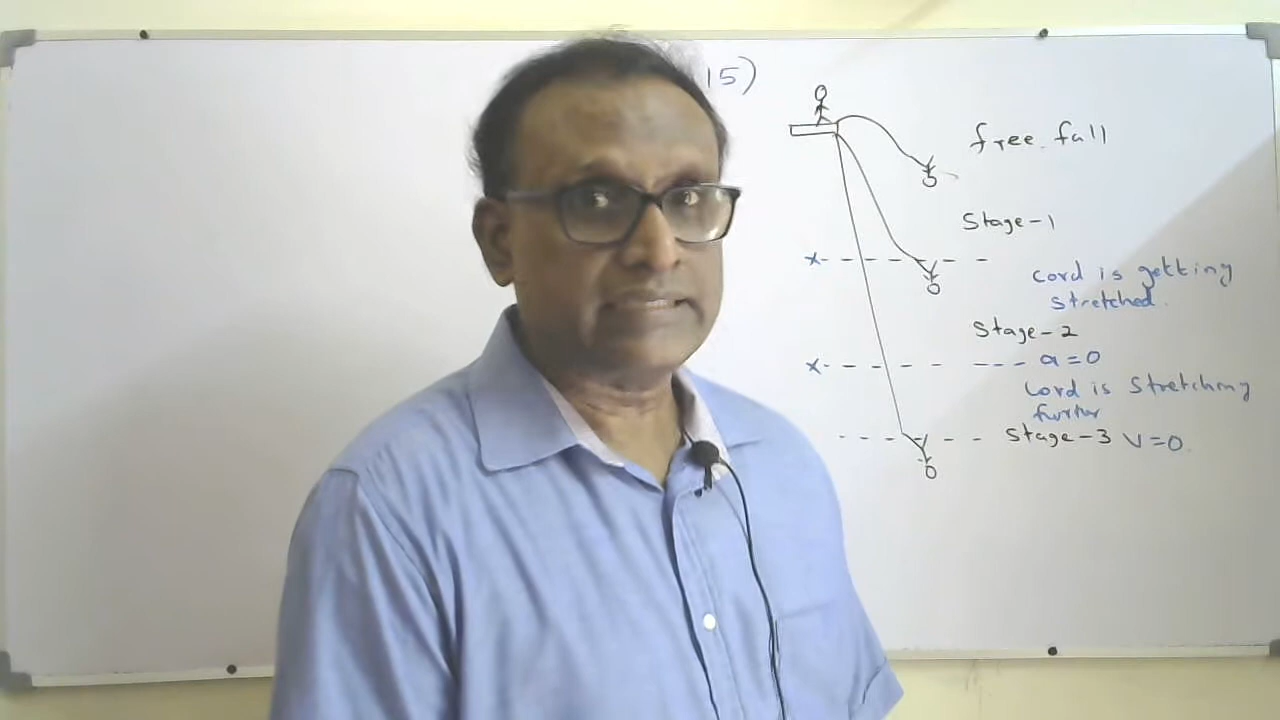 15)
free fall
Stage-1
x
Cord is getting
stretched.
Stage-2
x a=0
Cord is Stretching
further
Stage-3 V=0.